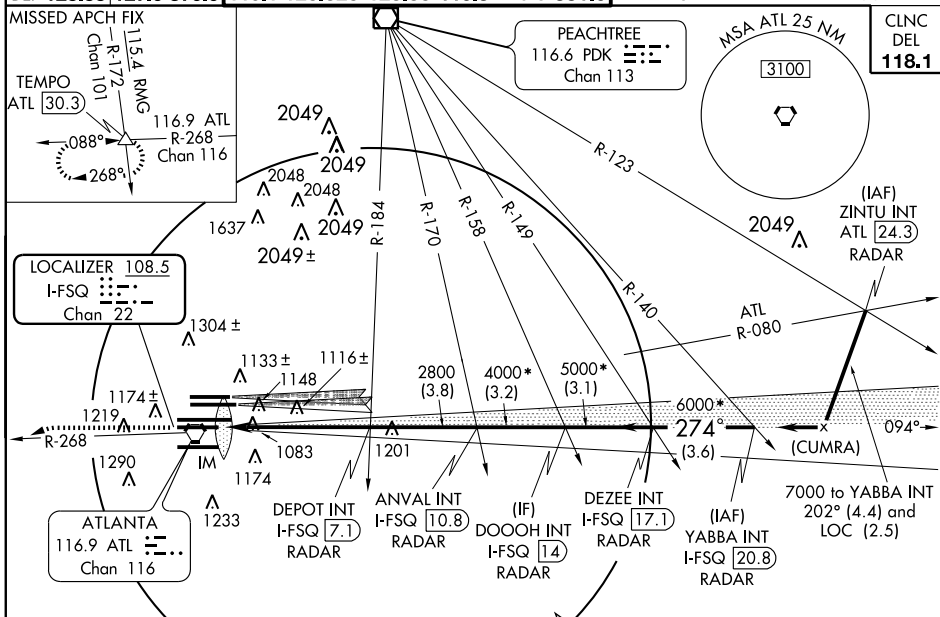 MISSED APCH FIX
115.4 RMG
R-172
Chan 101
TEMPO
ATL 30.3
116.9 ATL
R-268
Chan 116
088°
268°
PEACHTREE
116.6 PDK
Chan 113
MSA ATL 25 NM
3100
CLNC
DEL
118.1
2049
2049
2048
2048
2049
1637
2049±
R-184
R-170
R-158
R-149
R-140
R-123
2049
(IAF)
ZINTU INT
ATL 24.3
RADAR
LOCALIZER 108.5
I-FSQ
Chan 22
ATL
R-080
1304±
1133±
1116±
1148
1174±
1219
2800
(3.8)
4000*
(3.2)
5000*
(3.1)
6000*
274°
(3.6)
(CUMRA)
094°
R-268
IM
1083
1174
1201
1290
1233
ATLANTA
116.9 ATL
Chan 116
DEPOT INT
I-FSQ 7.1
RADAR
ANVAL INT
I-FSQ 10.8
RADAR
(IF)
DOOOH INT
I-FSQ 14
RADAR
DEZEE INT
I-FSQ 17.1
RADAR
(IAF)
YABBA INT
I-FSQ 20.8
RADAR
7000 to YABBA INT
202° (4.4) and
LOC (2.5)